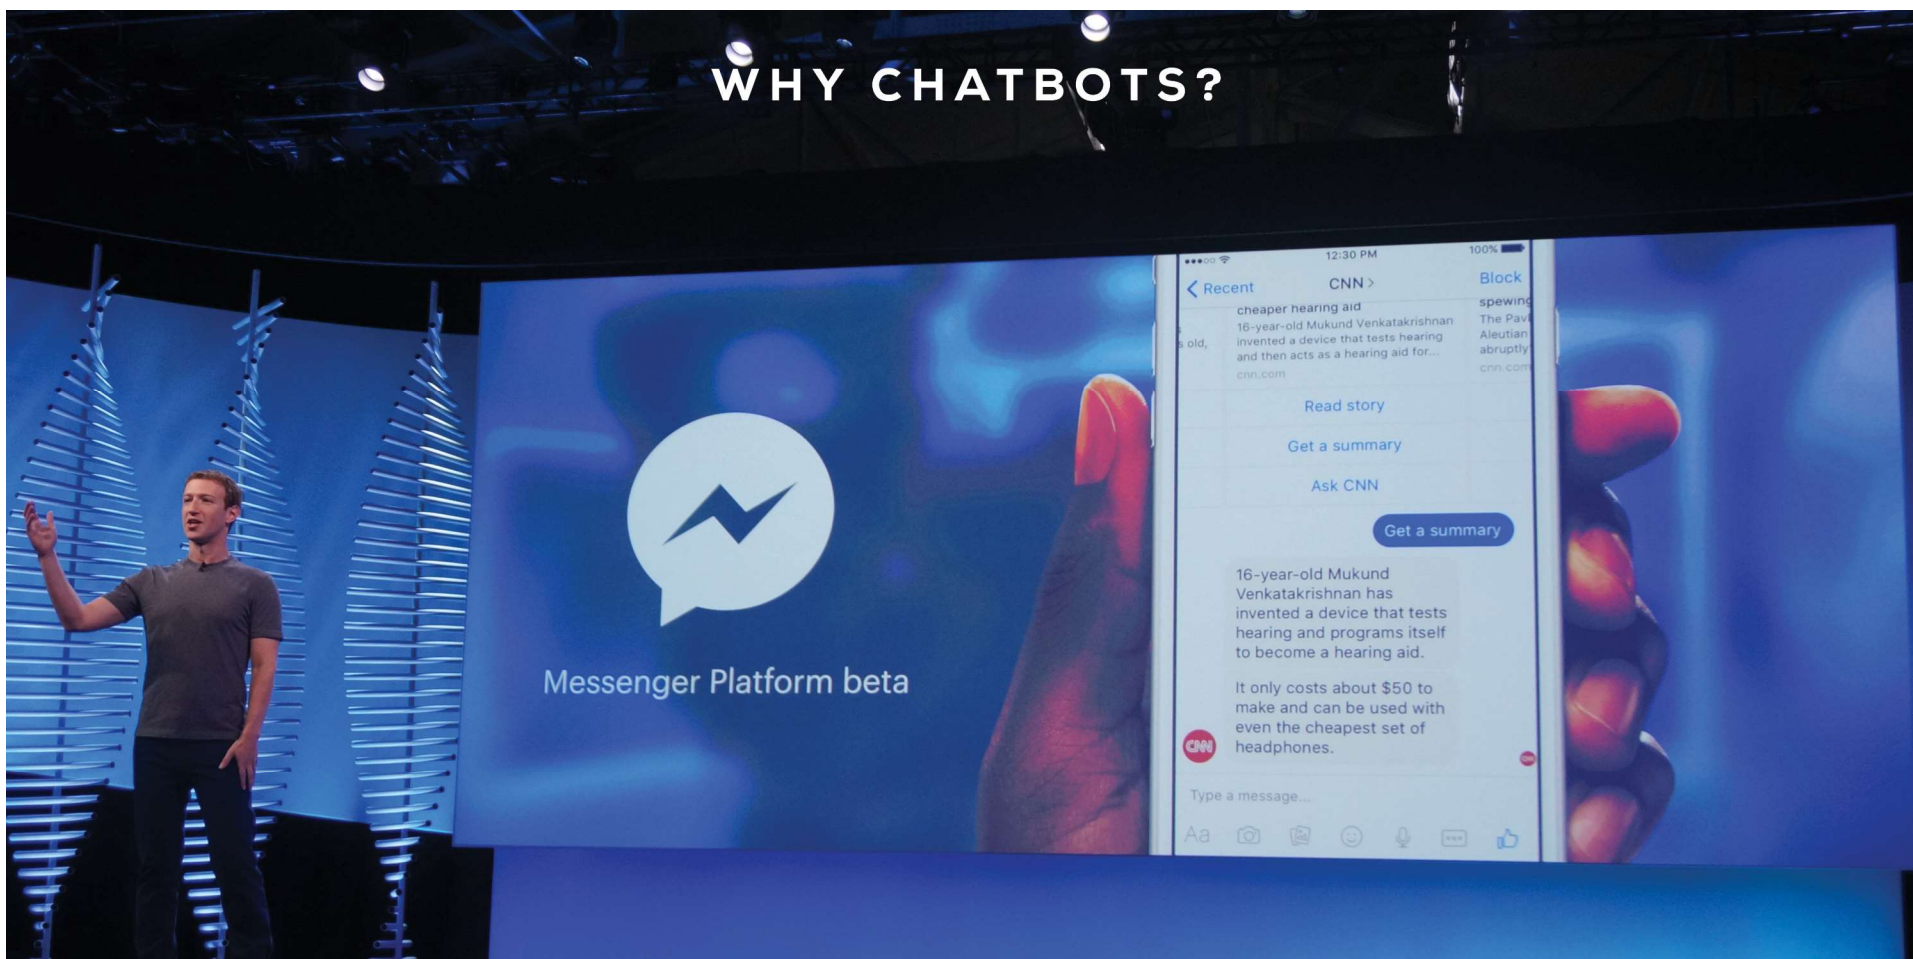 WHY CHATBOTS?
12:30 PM
100%
Recent
CNN >
Block
cheaper hearing aid
16-year-old Mukund Venkatakrishnan
invented a device that tests hearing
and then acts as a hearing aid for...
cnn.com
s old,
spewing
The Pavl
Aleutian
abruptly
cnn.com
Read story
Get a summary
Ask CNN
Get a summary
16-year-old Mukund
Venkatakrishnan has
invented a device that tests
hearing and programs itself
to become a hearing aid.
It only costs about $50 to
make and can be used with
even the cheapest set of
headphones.
CNN
Type a message...
Aa
Messenger Platform beta